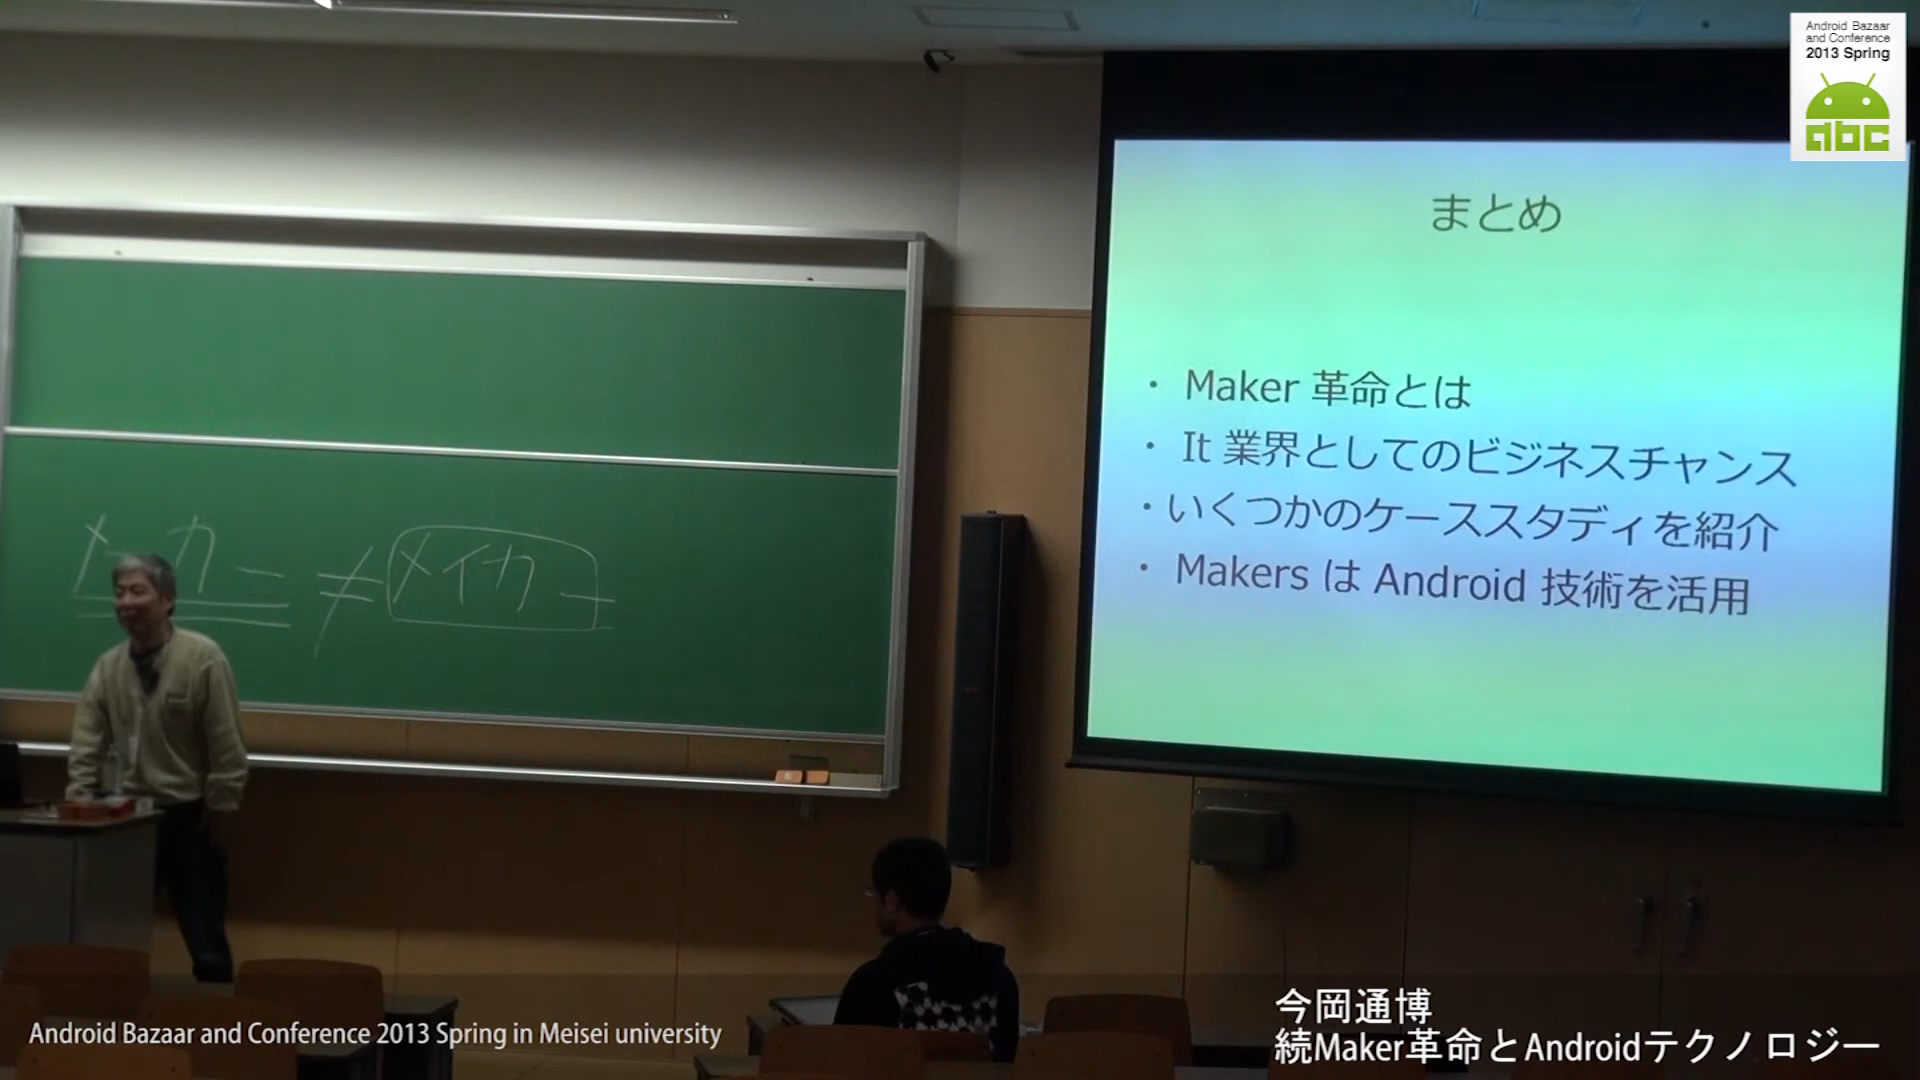 Android Bazaar
and Conference
2013 Spring
abc
まとめ
・ Maker 革命とは
・ It 業界としてのビジネスチャンス
・いくつかのケーススタディを紹介
・ Makers は Android 技術を活用
メーカー ≠ メイカー
今岡通博
続Maker革命とAndroidテクノロジー
Android Bazaar and Conference 2013 Spring in Meisei university